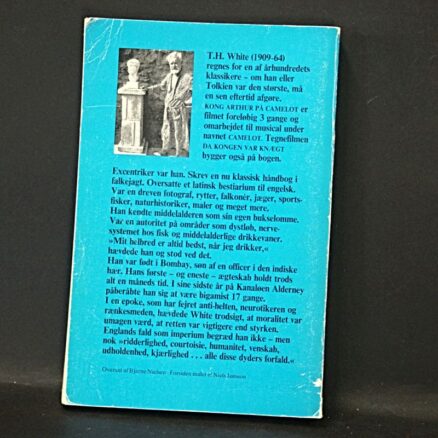 T.H. White (1909-64)
regnes for en af århundredets
klassikere – om han eller
Tolkien var den største, må
en sen eftertid afgøre.
KONG ARTHUR PÅ CAMELOT er
filmet foreløbig 3 gange og
omarbejdet til musical under
navnet CAMELOT. Tegnefilmen
DA KONGEN VAR KNÆGT
bygger også på bogen.
Excentriker var han. Skrev en nu klassisk håndbog i
falkejagt. Oversatte et latinsk bestiarium til engelsk.
Var en dreven fotograf, rytter, falkonér, jæger, sports-
fisker, naturhistoriker, maler og meget mere.
Han kendte middelalderen som sin egen bukselomme.
Var en autoritet på områder som dystløb, nerve-
systemet hos fisk og middelalderlige drikkevaner.
»Mit helbred er altid bedst, når jeg drikker,«
hævdede han og stod ved det.
Han var født i Bombay, søn af en officer i den indiske
hær. Hans første – og eneste – ægteskab holdt trods
alt en måneds tid. I sine sidste år på Kanaløen Alderney
påberåbte han sig at være bigamist 17 gange.
I en epoke, som har fejret anti-helten, neurotikeren og
rænkesmeden, hævdede White trodsigt, at moralitet var
umagen værd, at retten var vigtigere end styrken.
Englands fald som imperium begræd han ikke – men
nok »ridderlighed, courtoisie, humanitet, venskab,
udholdenhed, kjærlighed . . . alle disse dyders forfald.«
Oversat af Bjarne Nielsen Forsiden malet af Niels Jamsson